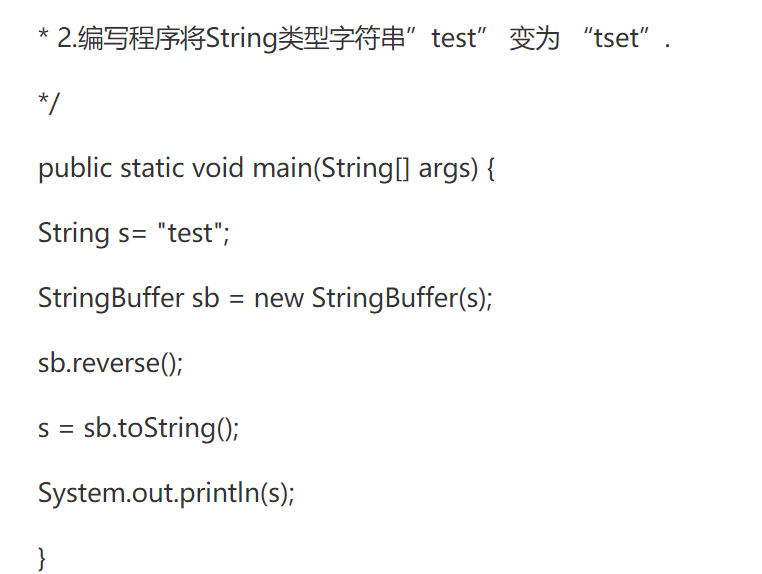 * 2.编写程序将String类型字符串”test” 变为 “tset”.
*/
public static void main(String[] args) {
String s= "test";
StringBuffer sb = new StringBuffer(s);
sb.reverse();
s = sb.toString();
System.out.println(s);
}